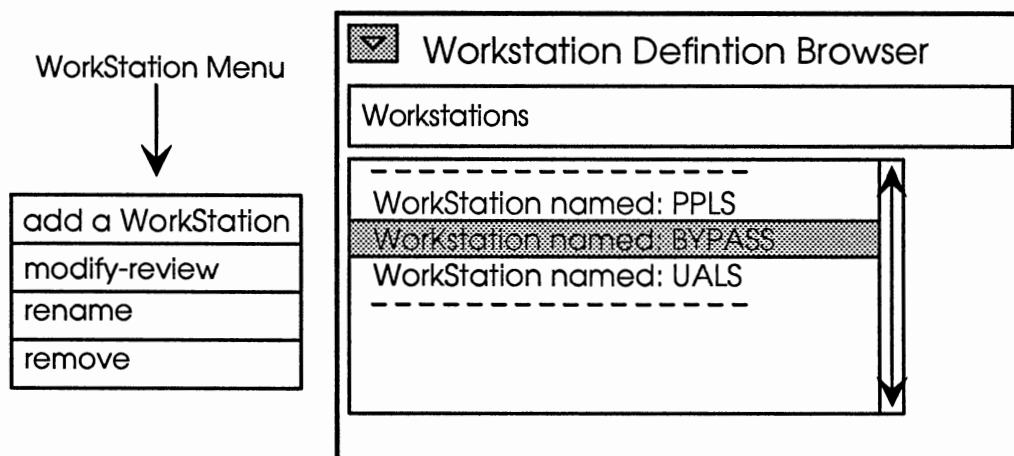 WorkStation Menu
add a WorkStation
modify-review
rename
remove
Workstation Defintion Browser
Workstations
WorkStation named: PPLS
Workstation named: BYPASS
WorkStation named: UALS